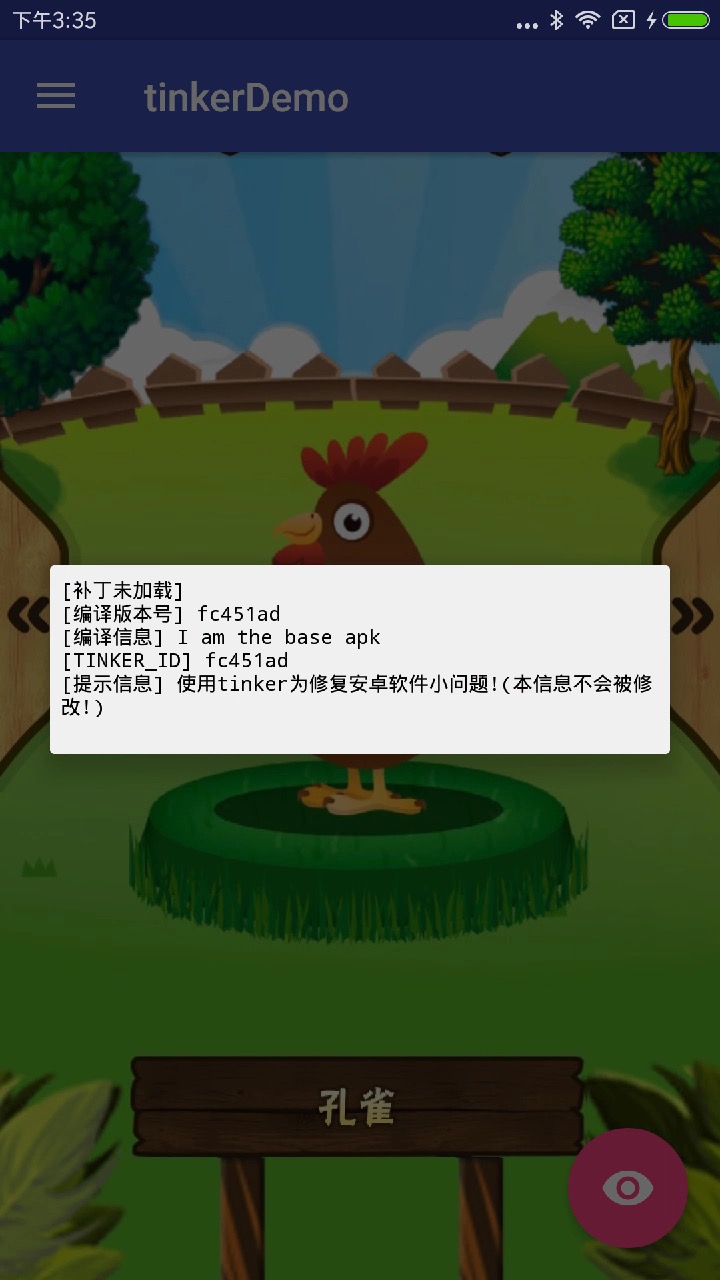 下午3:35
tinkerDemo
[补丁未加载]
[编译版本号] fc451ad
[编译信息] I am the base apk
[TINKER_ID] fc451ad
[提示信息] 使用tinker为修复安卓软件小问题!(本信息不会被修
改!)
孔雀